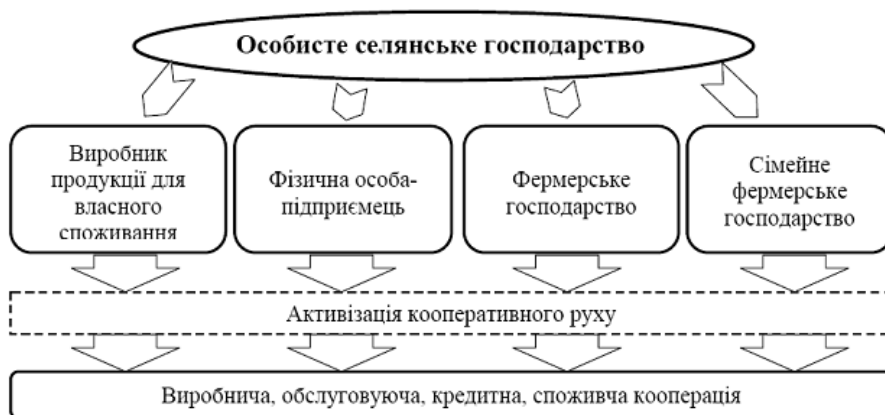 Особисте селянське господарство
Виробник
продукції для
власного
споживання
Фізична особа-
підприємець
Фермерське
господарство
Сімейне
фермерське
господарство
Активізація кооперативного руху
Виробнича, обслуговуюча, кредитна, споживча кооперація